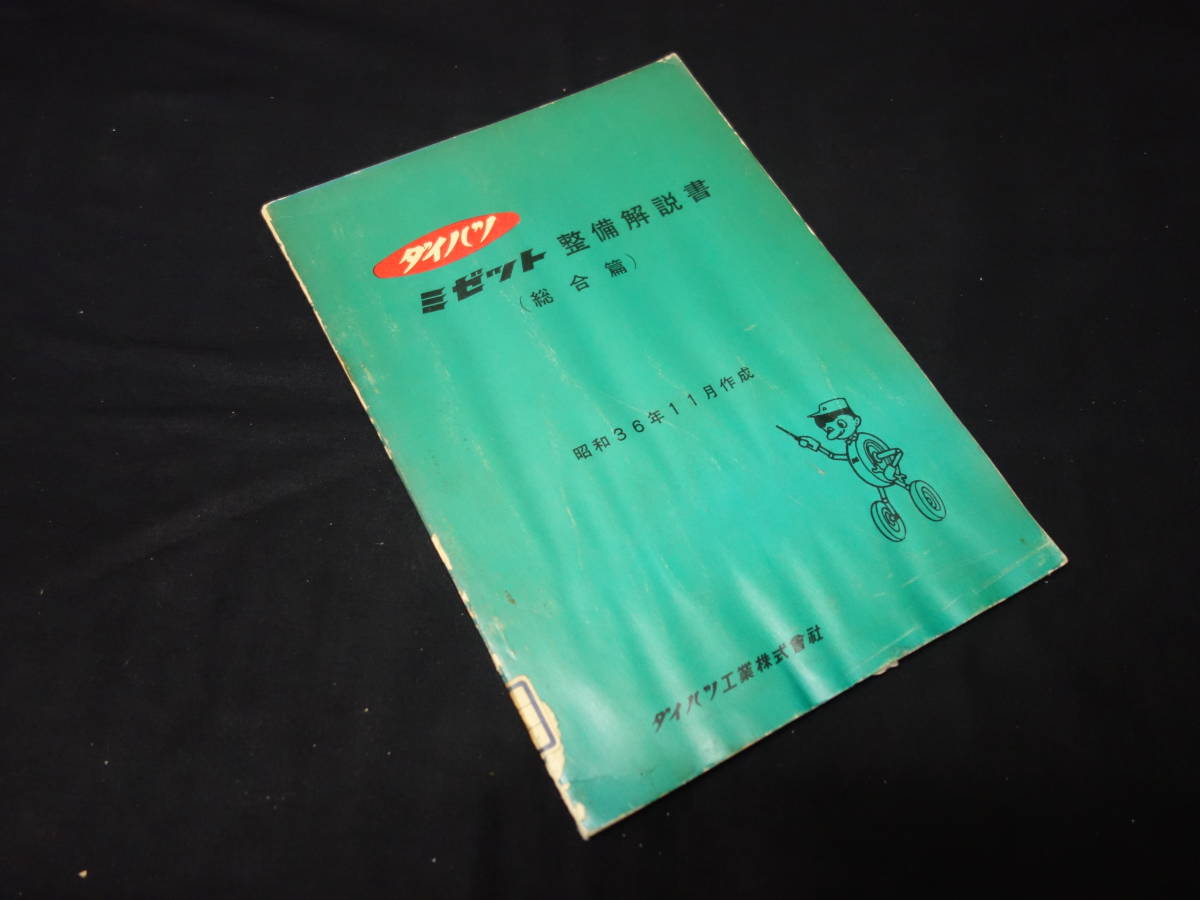 ダイハツ
ミゼット 整備解説書
（総合篇）
昭和36年11月作成
ダイハツ工業株式會社